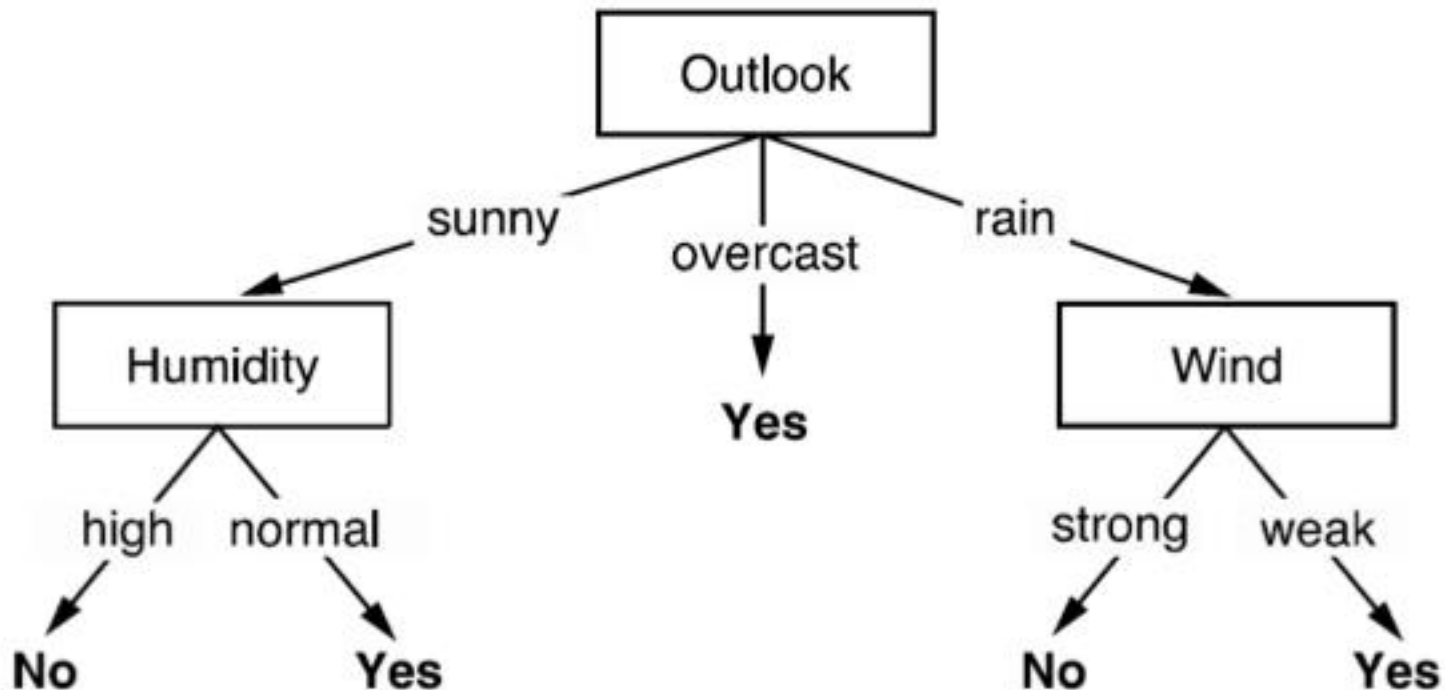 Outlook
sunny
overcast
rain
Humidity
Yes
Wind
high
normal
strong
weak
No
Yes
No
Yes